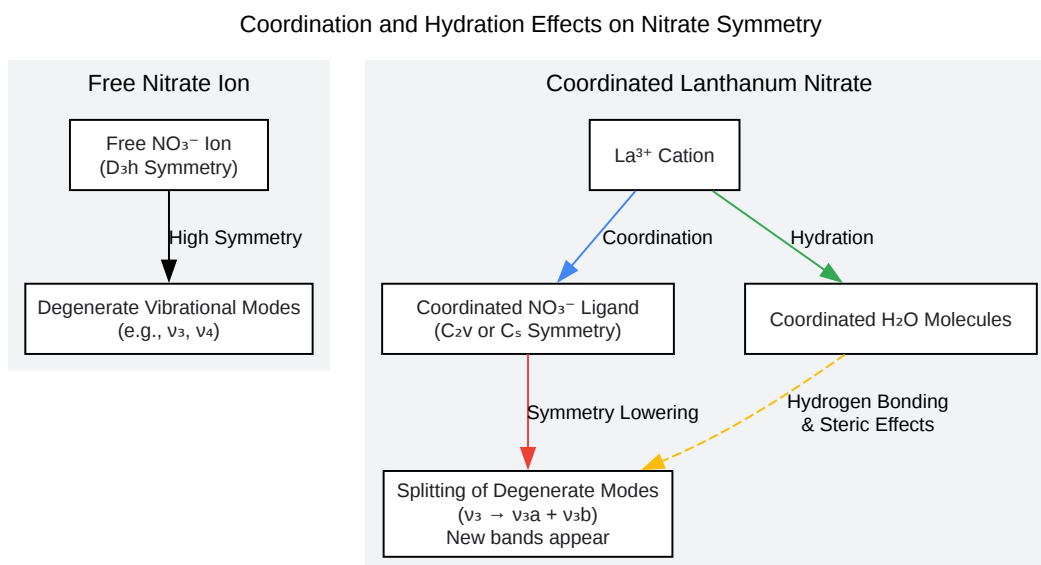 Coordination and Hydration Effects on Nitrate Symmetry
Free Nitrate Ion
Free NO₃⁻ Ion
(D₃h Symmetry)
High Symmetry
Degenerate Vibrational Modes
(e.g., ν₃, ν₄)
Coordinated Lanthanum Nitrate
La³⁺ Cation
Coordination
Hydration
Coordinated NO₃⁻ Ligand
(C₂v or Cₛ Symmetry)
Coordinated H₂O Molecules
Symmetry Lowering
Hydrogen Bonding
& Steric Effects
Splitting of Degenerate Modes
(ν₃ → ν₃a + ν₃b)
New bands appear